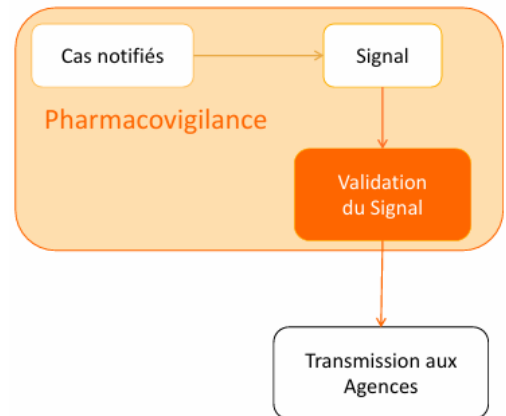 Cas notifiés
Signal
Pharmacovigilance
Validation
du Signal
Transmission aux
Agences